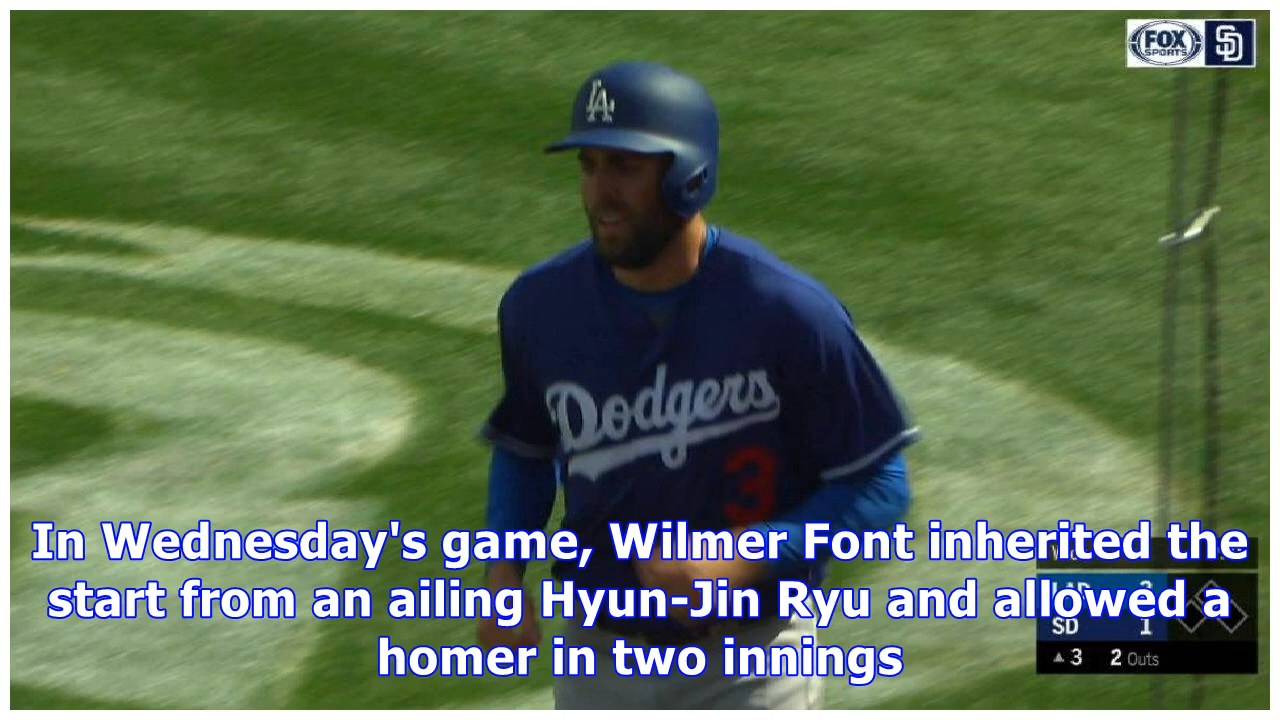 FOX
SPORTS
SD
LA
Dodgers
3
In Wednesday's game, Wilmer Font inherited the
start from an ailing Hyun-Jin Ryu and allowed a
homer in two innings
SD 1
▲ 3 2 Outs